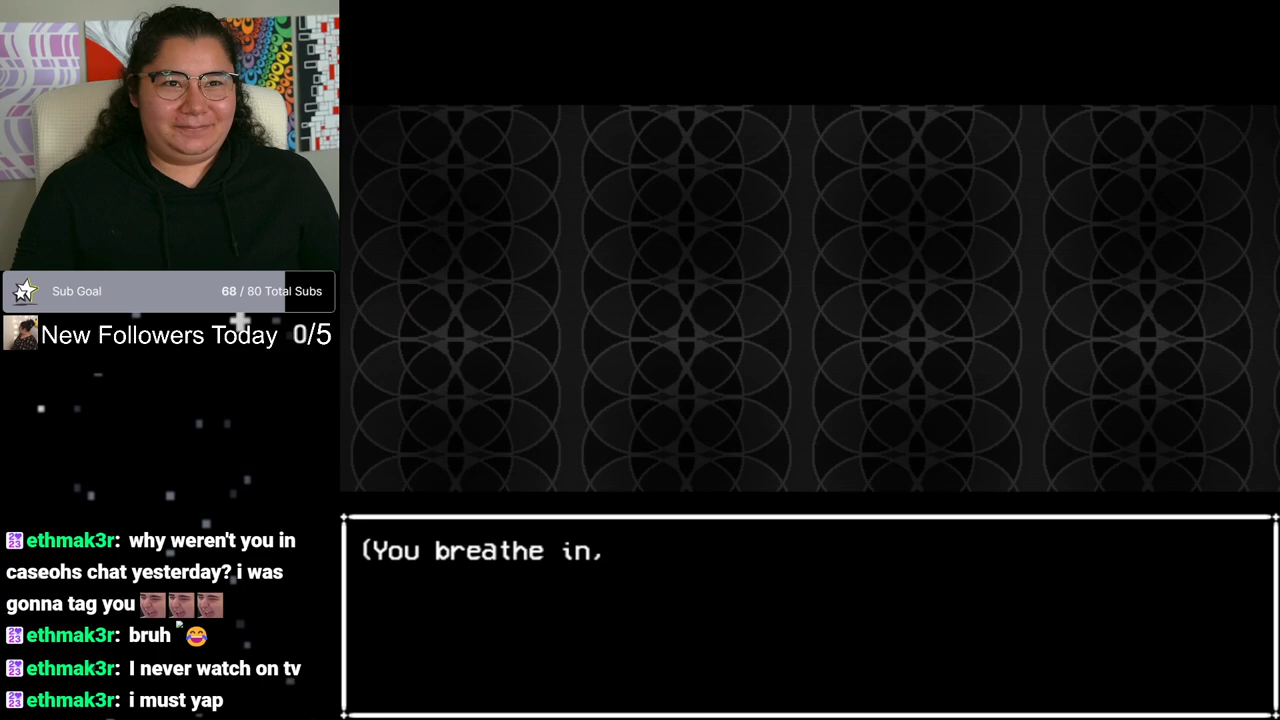 Sub Goal
68 / 80 Total Subs
New Followers Today 0/5
ethmak3r: why weren't you in
caseohs chat yesterday? i was
gonna tag you
ethmak3r: bruh
ethmak3r: I never watch on tv
ethmak3r: i must yap
(You breathe in,